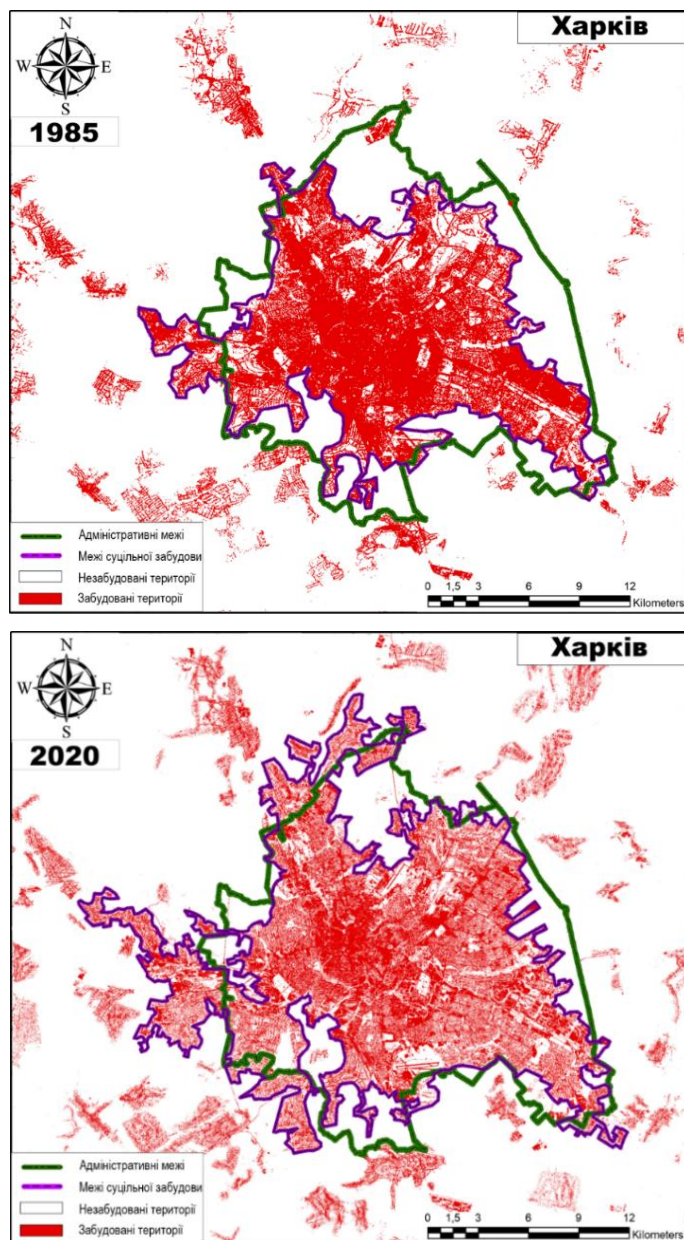 Харків
N
W E
S
1985
Адміністративні межі
Межі суцільної забудови
Незабудовані території
Забудовані території
0 1,5 3 6 9 12
Kilometers
Харків
N
W E
S
2020
Адміністративні межі
Межі суцільної забудови
Незабудовані території
Забудовані території
0 1,5 3 6 9 12
Kilometers